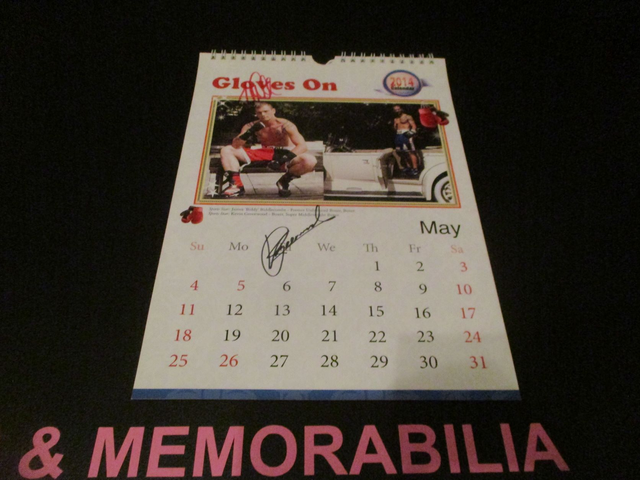 Gloves On
2014
May
Su Mo We Th Fr Sa
1 2 3
4 5 6 7 8 9 10
11 12 13 14 15 16 17
18 19 20 21 22 23 24
25 26 27 28 29 30 31
& MEMORABILIA